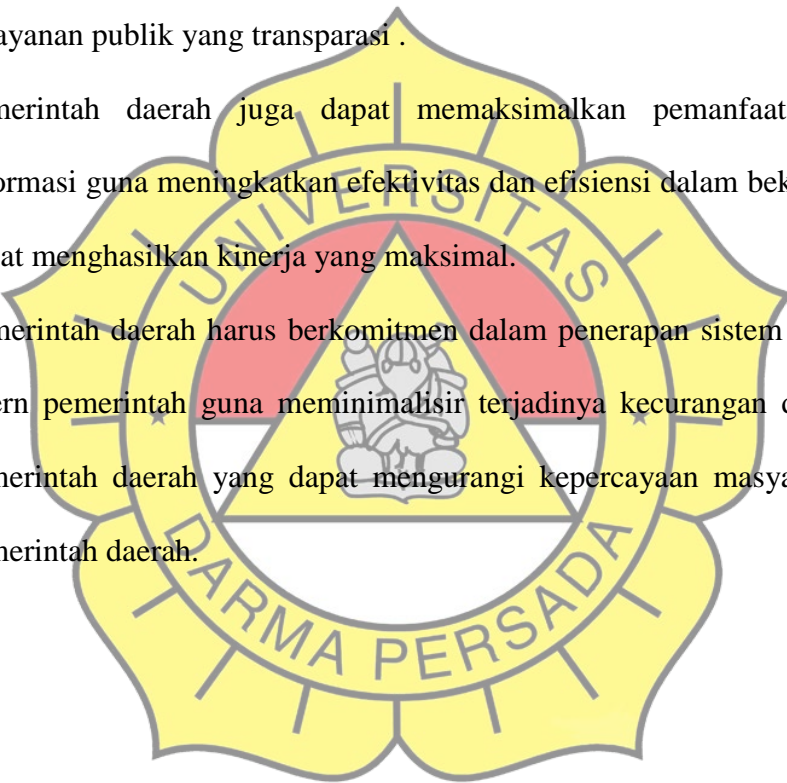 ayanan publik yang transparasi .
merintah daerah juga dapat memaksimalkan pemanfaat
ormasi guna meningkatkan efektivitas dan efisiensi dalam bek
at menghasilkan kinerja yang maksimal.
merintah daerah harus berkomitmen dalam penerapan sistem
ern pemerintah guna meminimalisir terjadinya kecurangan d
merintah daerah yang dapat mengurangi kepercayaan masya
merintah daerah.
UNIVERSITAS
DARMA PERSADA